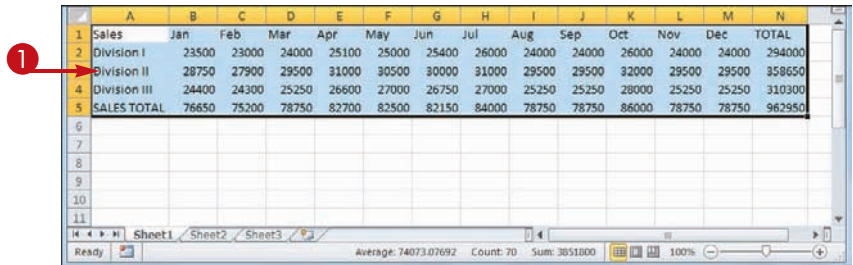 A B C D E F G H I J K L M N
1 Sales Jan Feb Mar Apr May Jun Jul Aug Sep Oct Nov Dec TOTAL
2 Division I 23500 23000 24000 25100 25000 25400 26000 24000 24000 26000 24000 24000 294000
1
3 Division II 28750 27900 29500 31000 30500 30000 31000 29500 29500 32000 29500 29500 358650
4 Division III 24400 24300 25250 26600 27000 26750 27000 25250 25250 28000 25250 25250 310300
5 SALES TOTAL 76650 75200 78750 82700 82500 82150 84000 78750 78750 86000 78750 78750 962950
6
7
8
9
10
11
Sheet1 Sheet2 Sheet3
Ready Average: 74073.07692 Count: 70 Sum: 3851800 100%